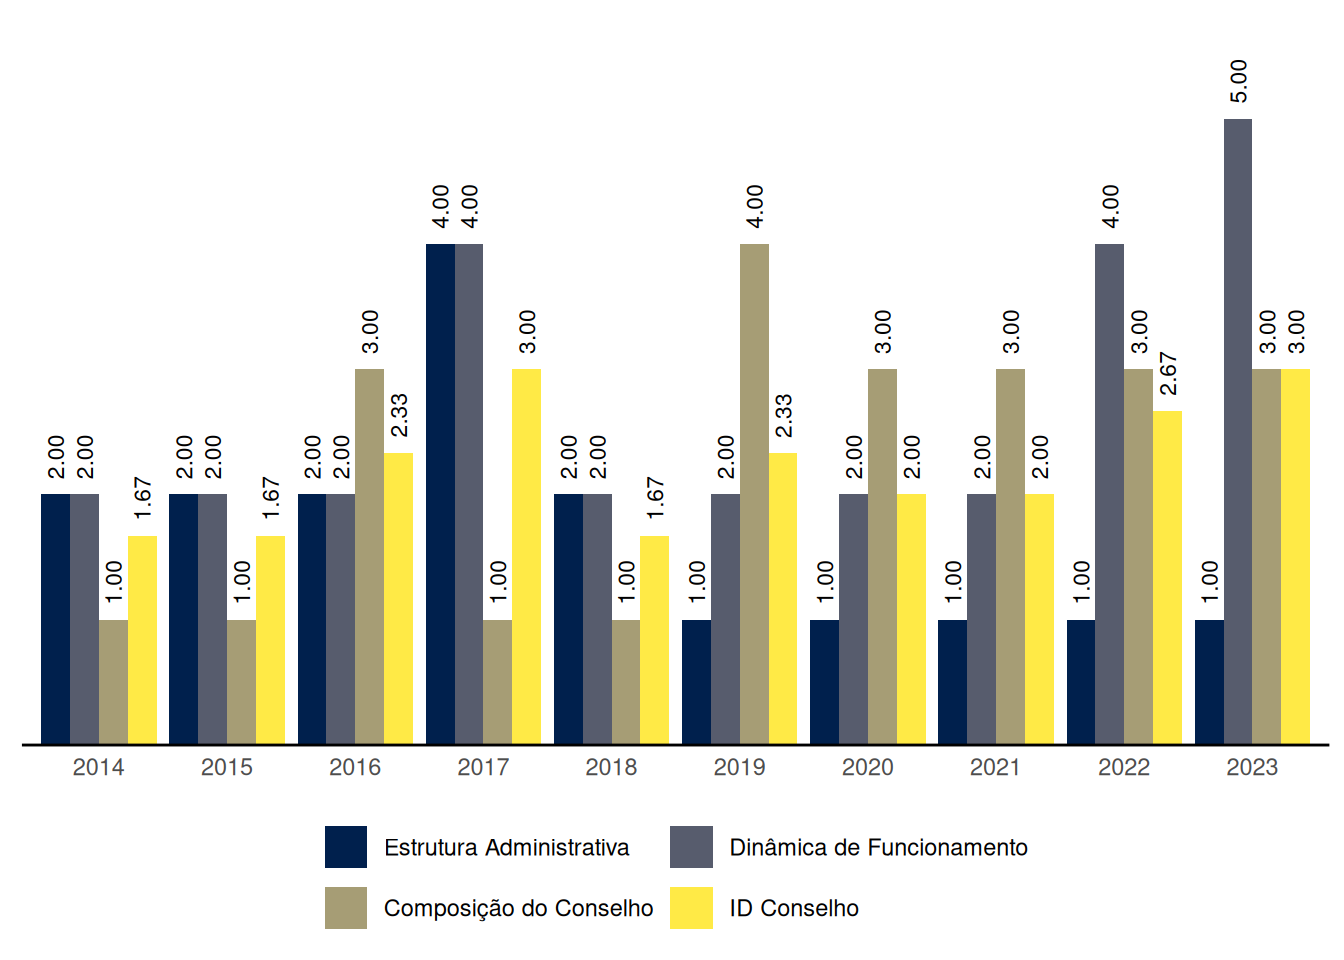 2.00 2.00 1.00 1.67
2.00 2.00 1.00 1.67
2.00 2.00 3.00 2.33
4.00 4.00 1.00 3.00
2.00 2.00 1.00 1.67
1.00 2.00 4.00 2.33
1.00 2.00 3.00 2.00
1.00 2.00 3.00 2.00
1.00 4.00 3.00 2.67
1.00 5.00 3.00 3.00
2014 2015 2016 2017 2018 2019 2020 2021 2022 2023
Estrutura Administrativa Dinâmica de Funcionamento
Composição do Conselho ID Conselho